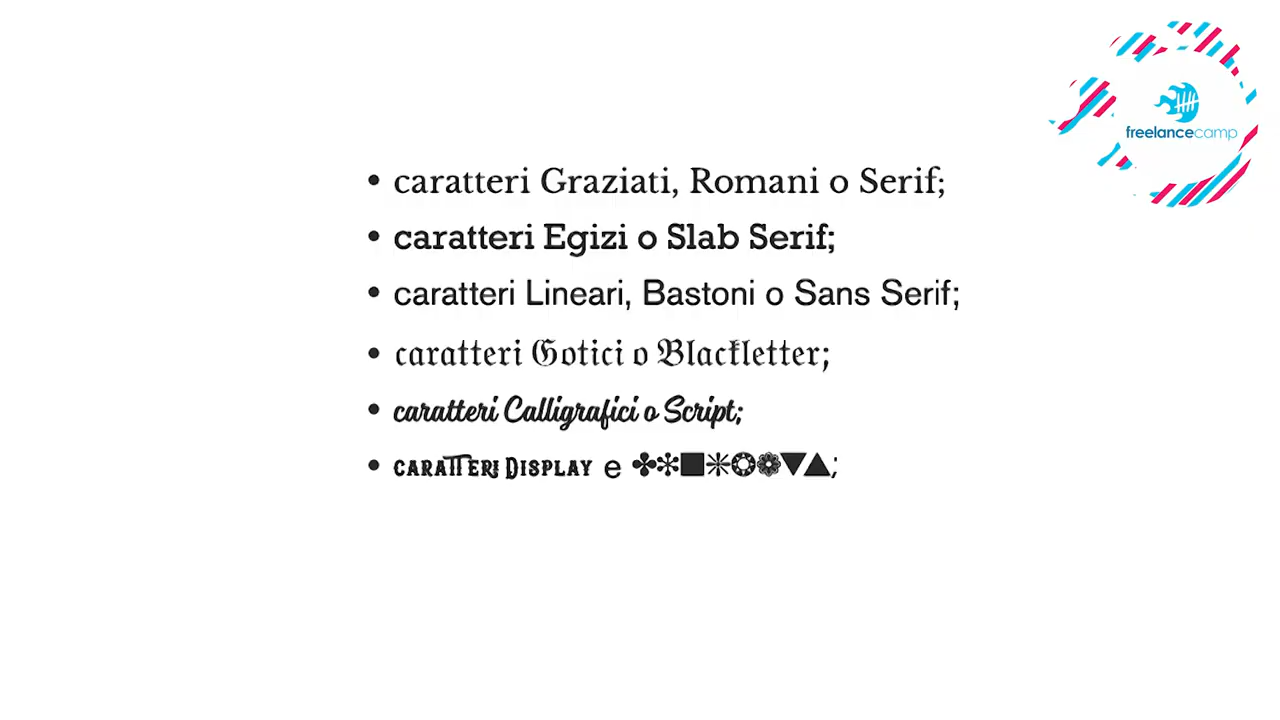 freelancecamp
• caratteri Graziati, Romani o Serif;
• caratteri Egizi o Slab Serif;
• caratteri Lineari, Bastoni o Sans Serif;
• caratteri Gotici o Blackletter;
• caratteri Calligrafici o Script;
• caratteri Display e ✤✣■❇❂❁▼▲;